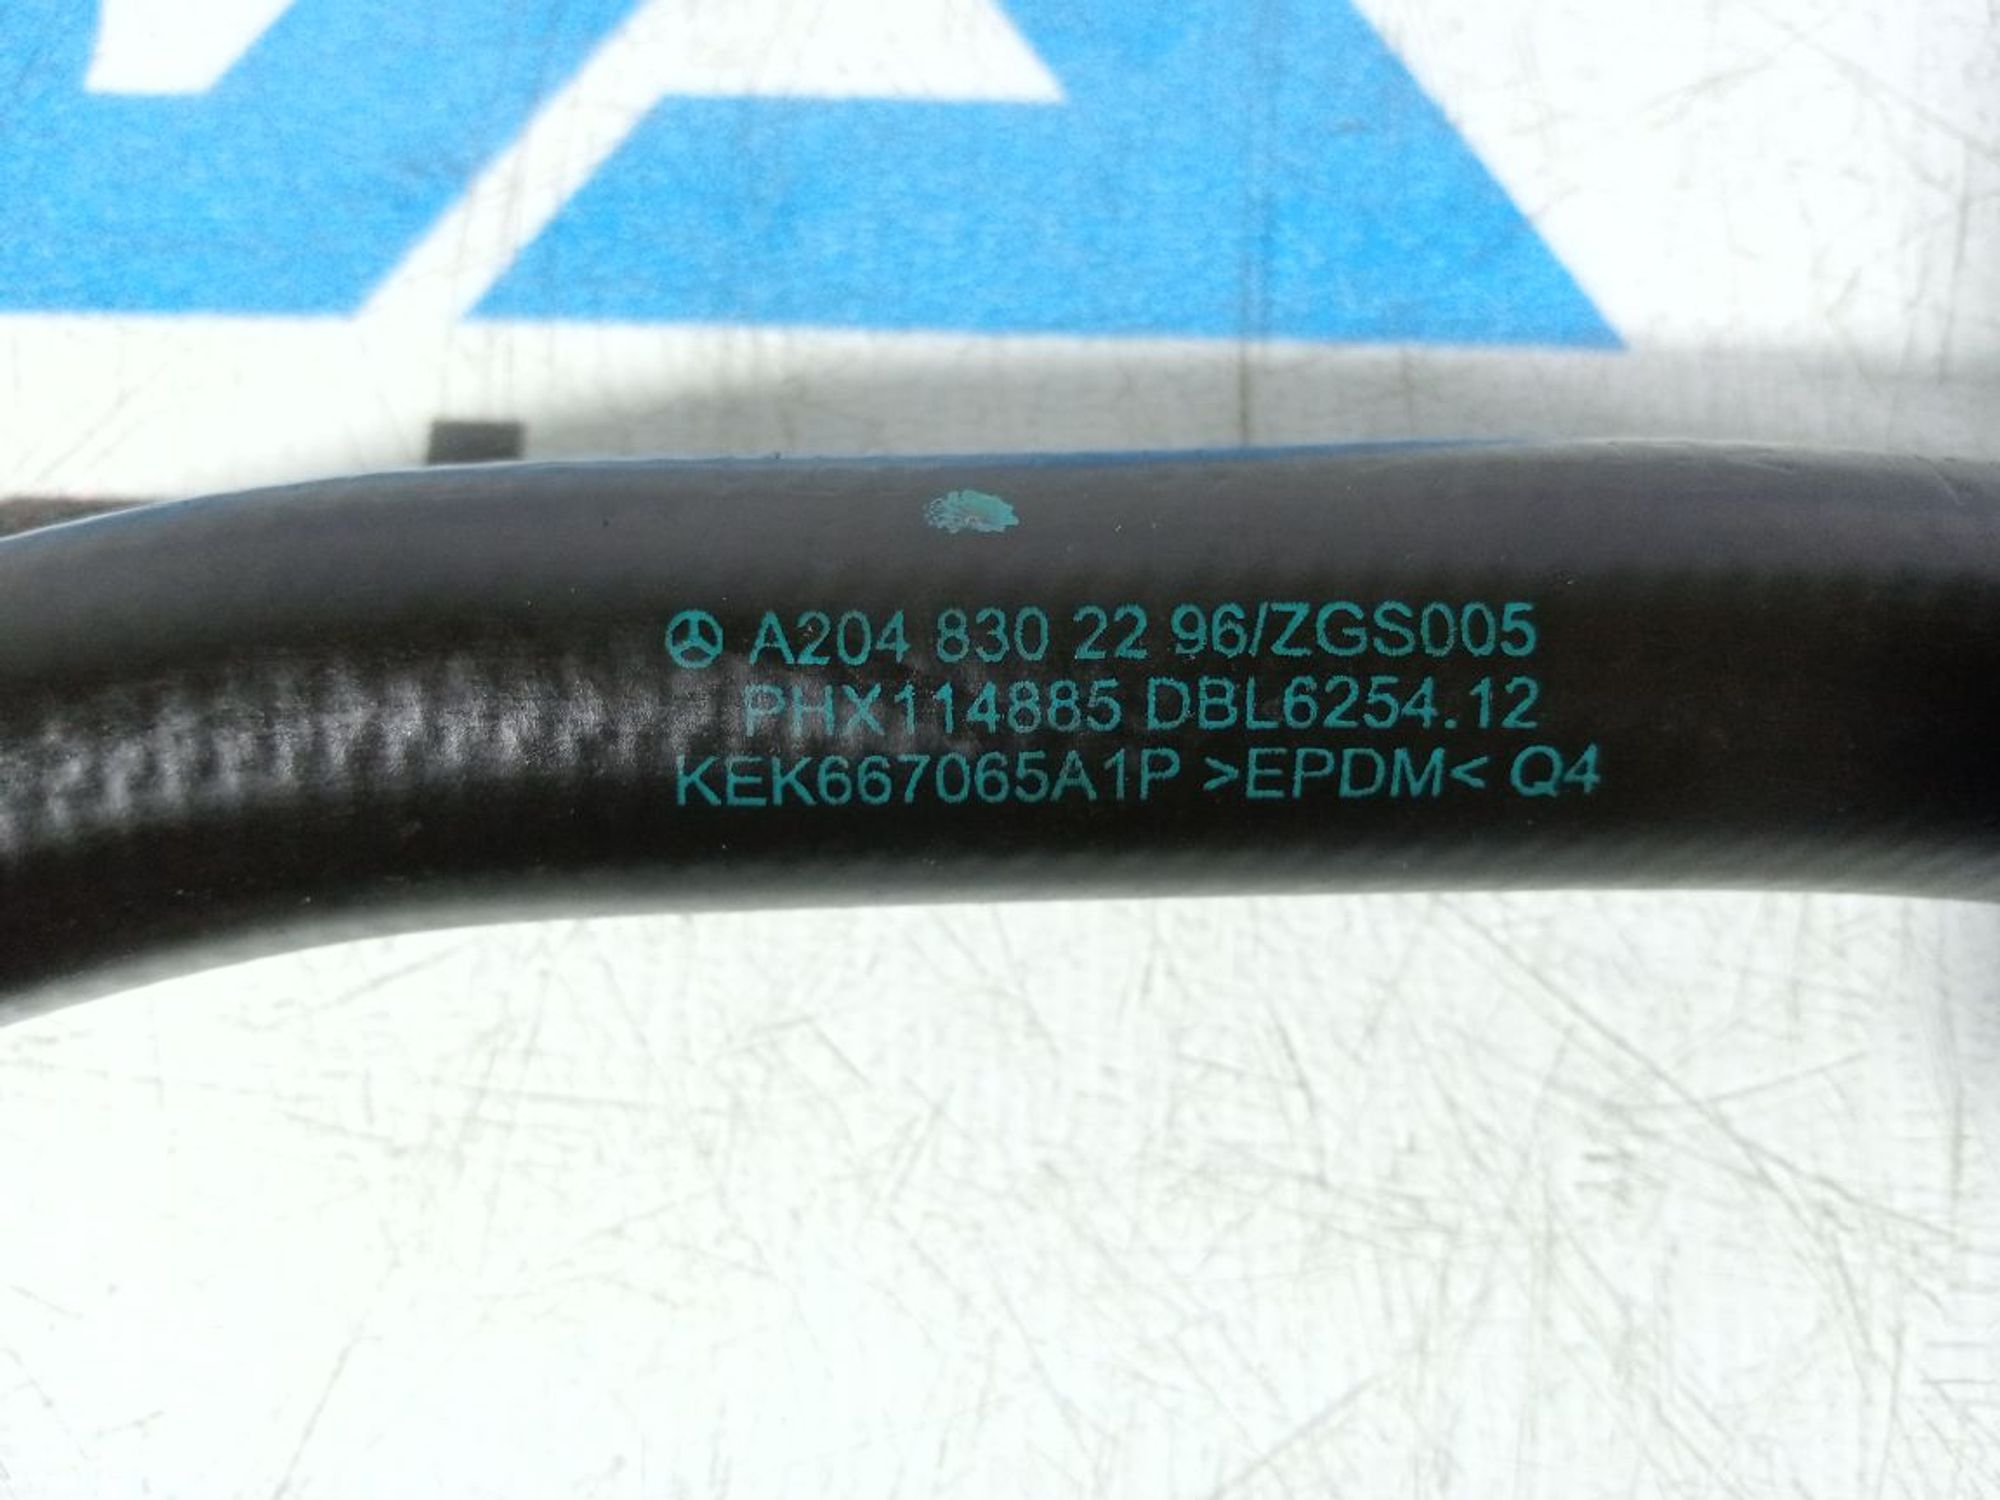 A204 830 22 96/ZGS005
PHX114885 DBL6254.12
KEK667065A1P >EPDM< Q4